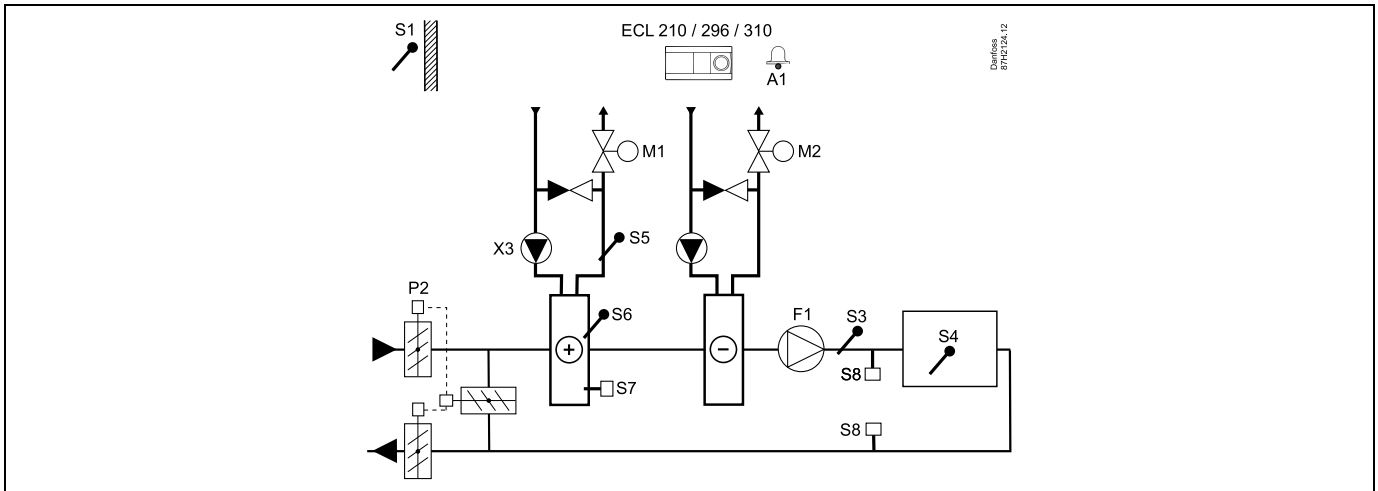 S1
ECL 210 / 296 / 310
A1
Danfoss
87H2124.12
M1
M2
X3
S5
P2
S6
F1
S3
S4
+
−
S7
S8
S8